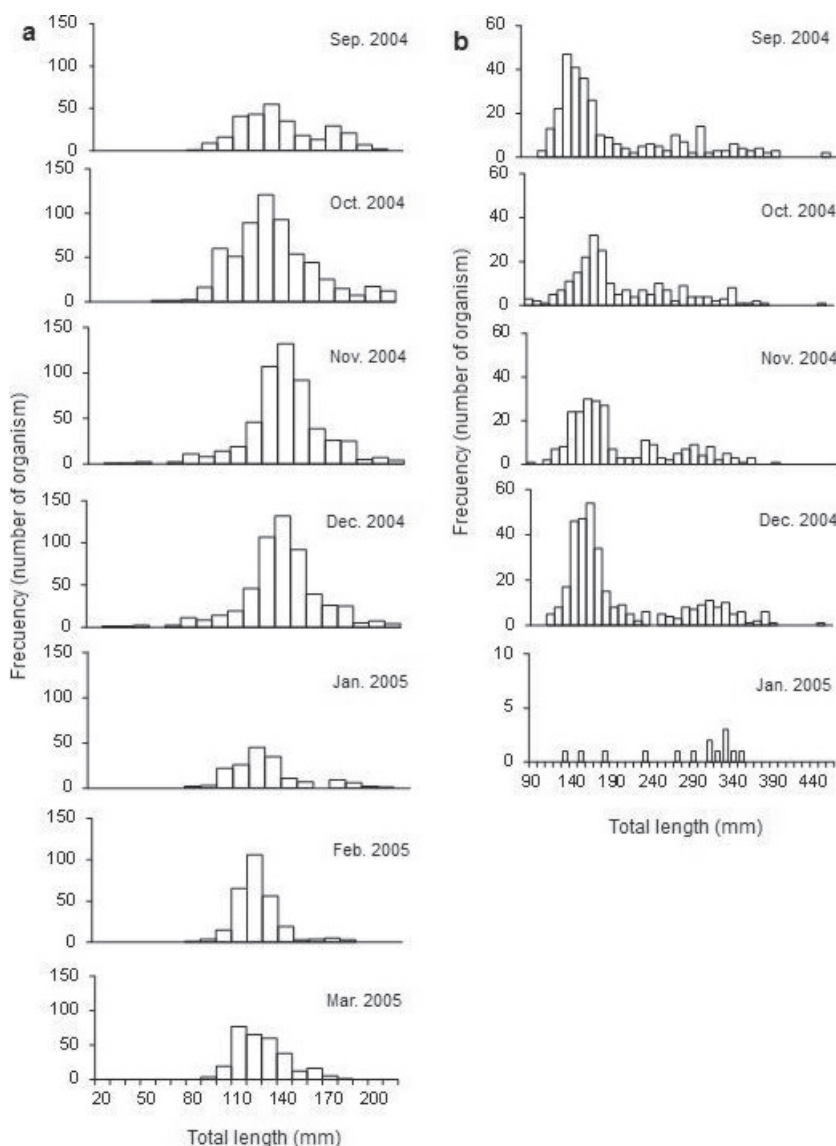 a
150
100
50
0
Sep. 2004
150
100
50
0
Oct. 2004
150
100
50
0
Nov. 2004
150
100
50
0
Dec. 2004
150
100
50
0
Jan. 2005
150
100
50
0
Feb. 2005
150
100
50
0
Mar. 2005
20 50 80 110 140 170 200
Total length (mm)
Frecuency (number of organism)
b
60
40
20
0
Sep. 2004
60
40
20
0
Oct. 2004
60
40
20
0
Nov. 2004
60
40
20
0
Dec. 2004
10
5
0
Jan. 2005
90 140 190 240 290 340 390 440
Total length (mm)
Frecuency (number of organism)